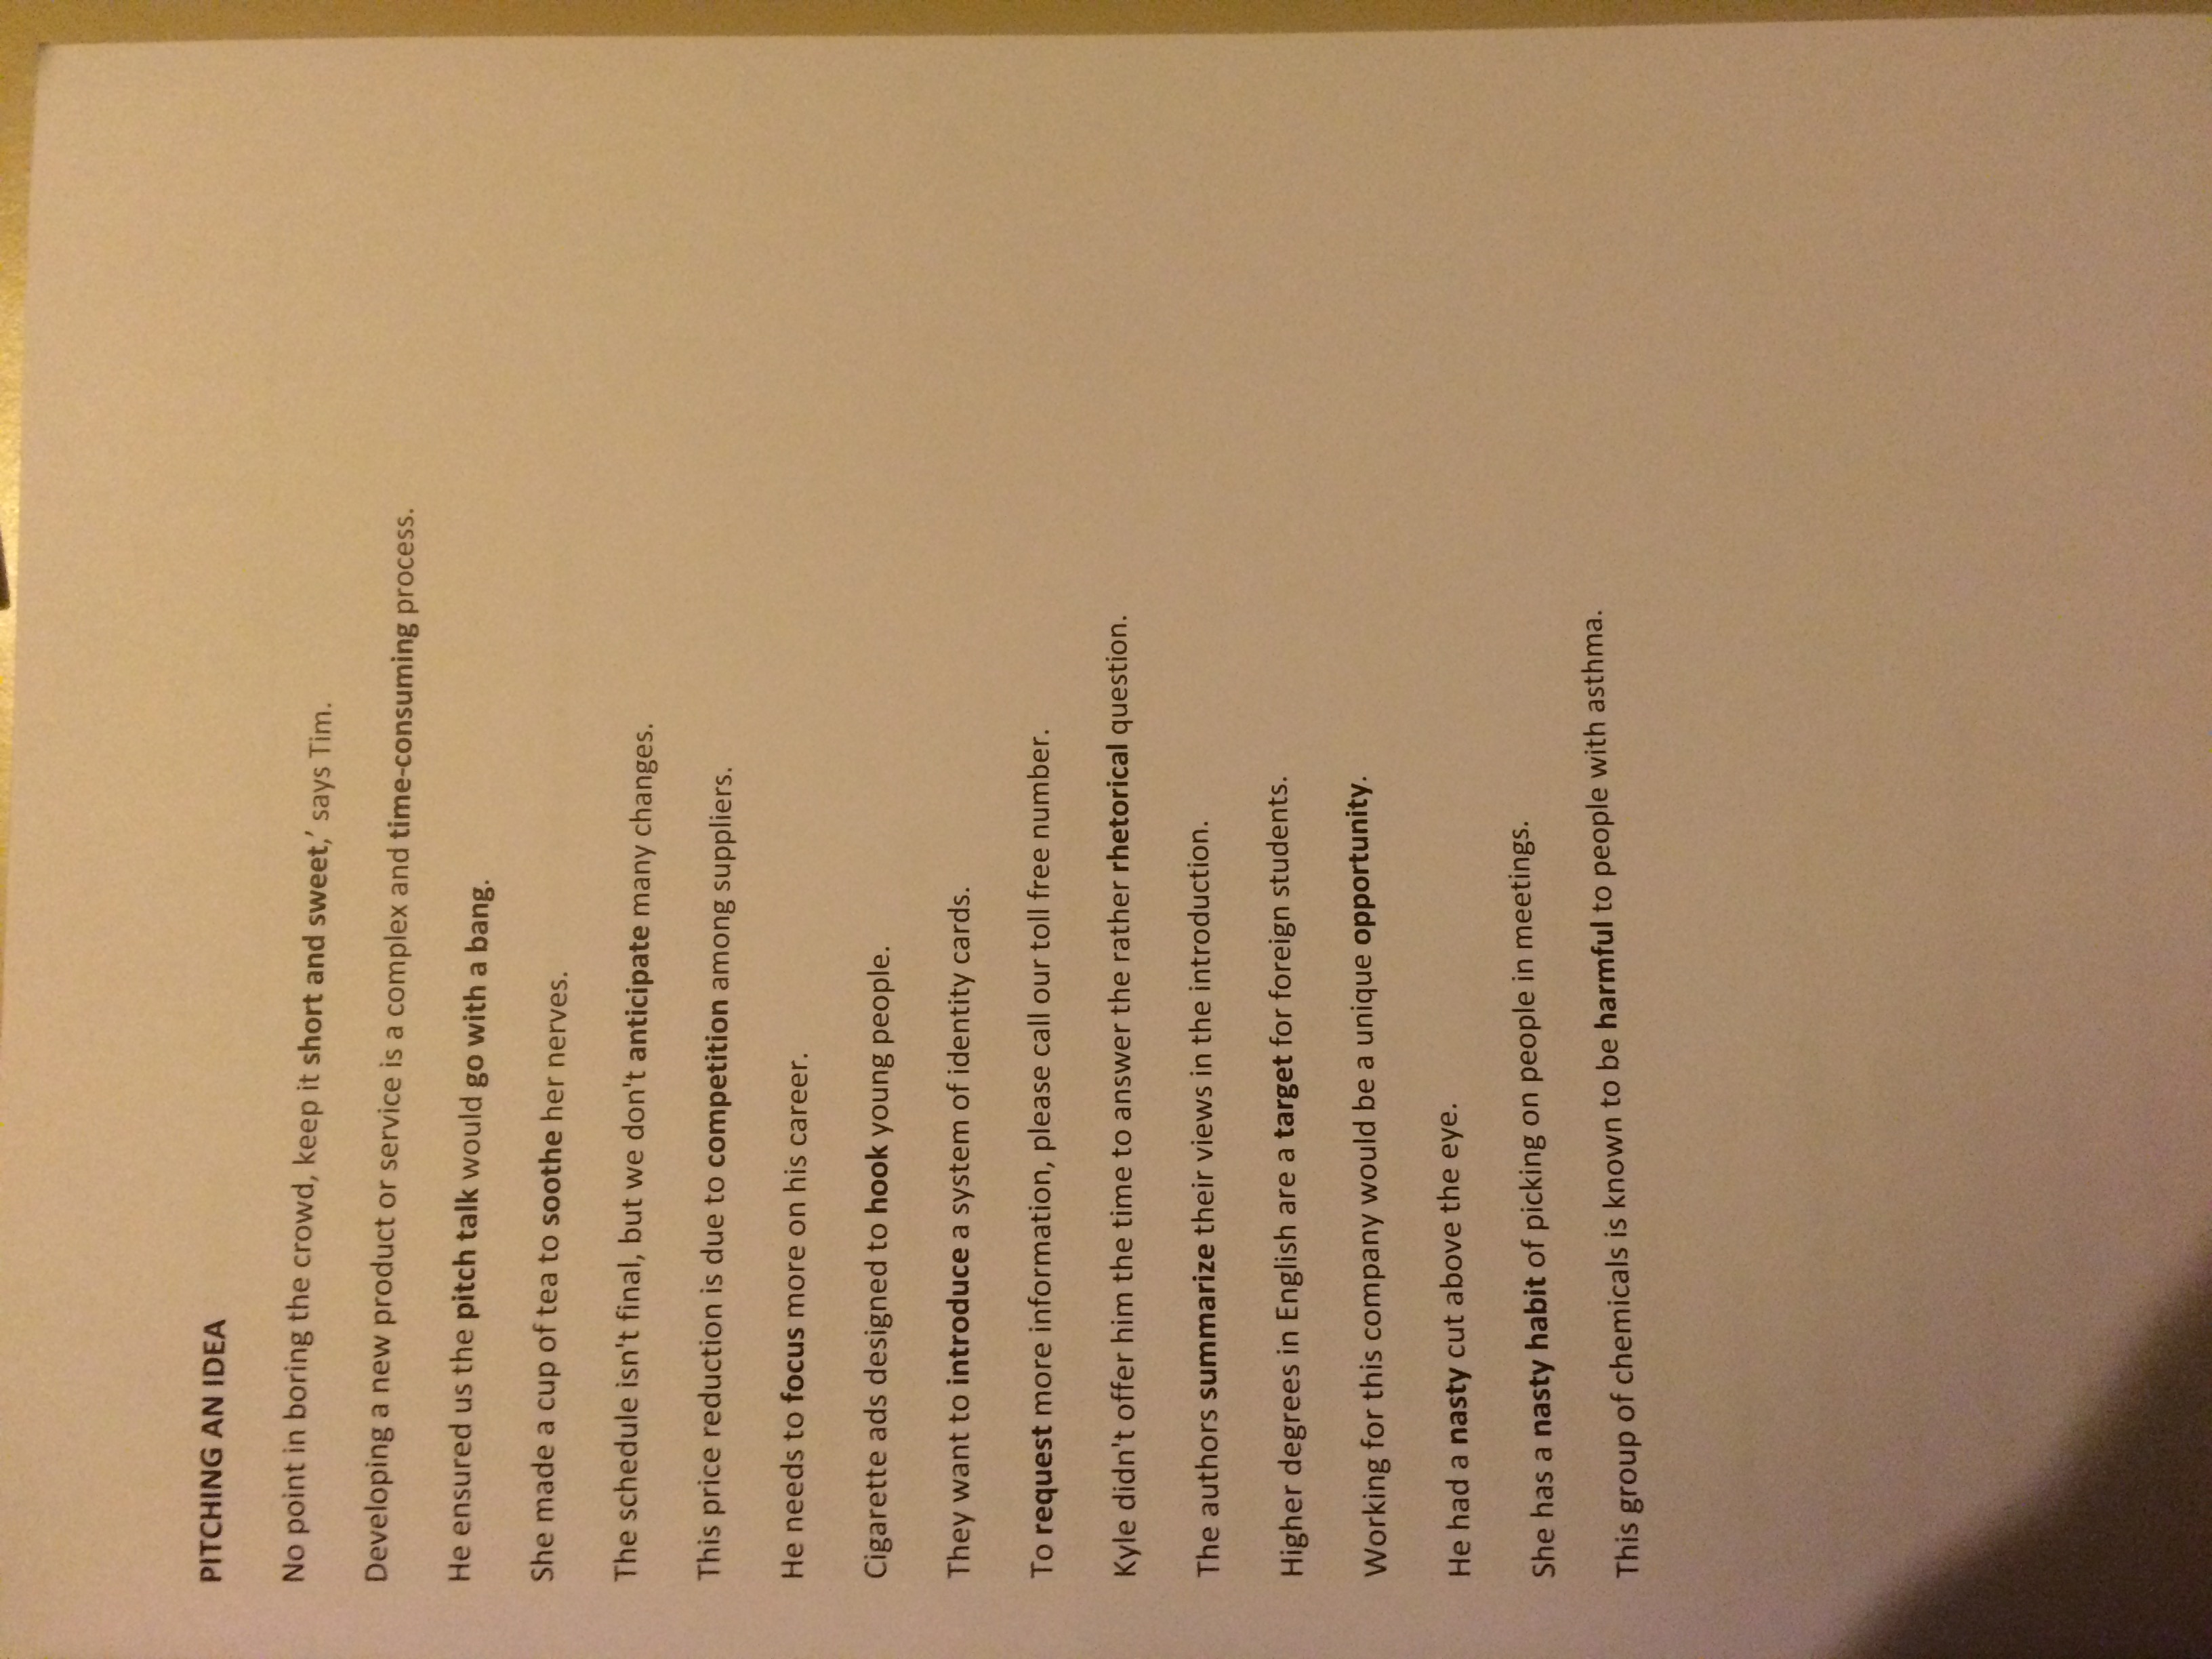 PITCHING AN IDEA
No point in boring the crowd, keep it short and sweet,’ says Tim.
Developing a new product or service is a complex and time-consuming process.
He ensured us the pitch talk would go with a bang.
She made a cup of tea to soothe her nerves.
The schedule isn't final, but we don't anticipate many changes.
This price reduction is due to competition among suppliers.
He needs to focus more on his career.
Cigarette ads designed to hook young people.
They want to introduce a system of identity cards.
To request more information, please call our toll free number.
Kyle didn't offer him the time to answer the rather rhetorical question.
The authors summarize their views in the introduction.
Higher degrees in English are a target for foreign students.
Working for this company would be a unique opportunity.
He had a nasty cut above the eye.
She has a nasty habit of picking on people in meetings.
This group of chemicals is known to be harmful to people with asthma.